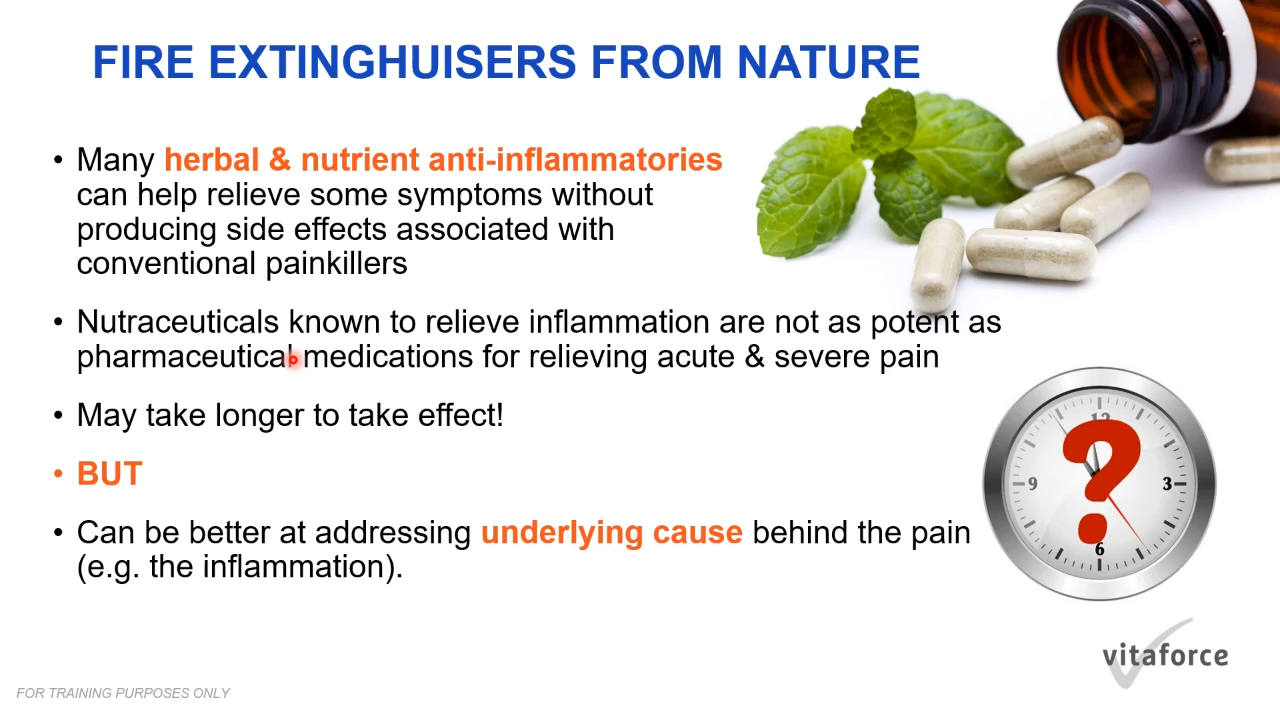 FIRE EXTINGHUISERS FROM NATURE
• Many herbal & nutrient anti-inflammatories
can help relieve some symptoms without
producing side effects associated with
conventional painkillers
• Nutraceuticals known to relieve inflammation are not as potent as
pharmaceutical medications for relieving acute & severe pain
• May take longer to take effect!
• BUT
• Can be better at addressing underlying cause behind the pain
(e.g. the inflammation).
12
9
3
6
?
vitaforce
FOR TRAINING PURPOSES ONLY